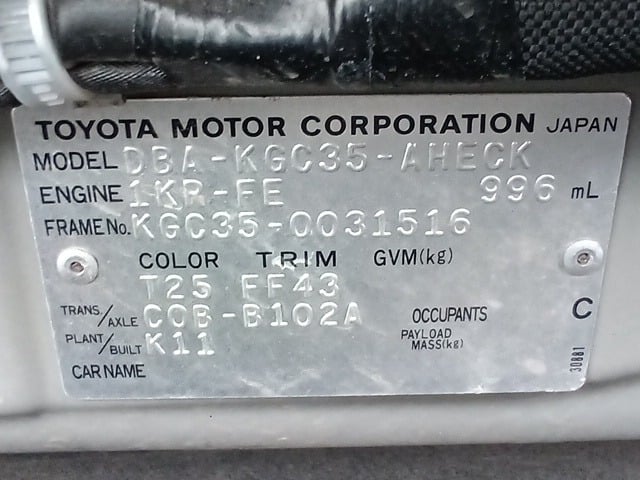 TOYOTA MOTOR CORPORATION JAPAN
MODEL DBA-KGC35-AHECK
ENGINE 1KR-FE 996 mL
FRAME No. KGC35-0031516
COLOR TRIM GVM(kg)
T25 FF43
TRANS/AXLE C0B-B102A OCCUPANTS C
PLANT/BUILT K11 PAYLOAD MASS(kg)
CAR NAME
30881